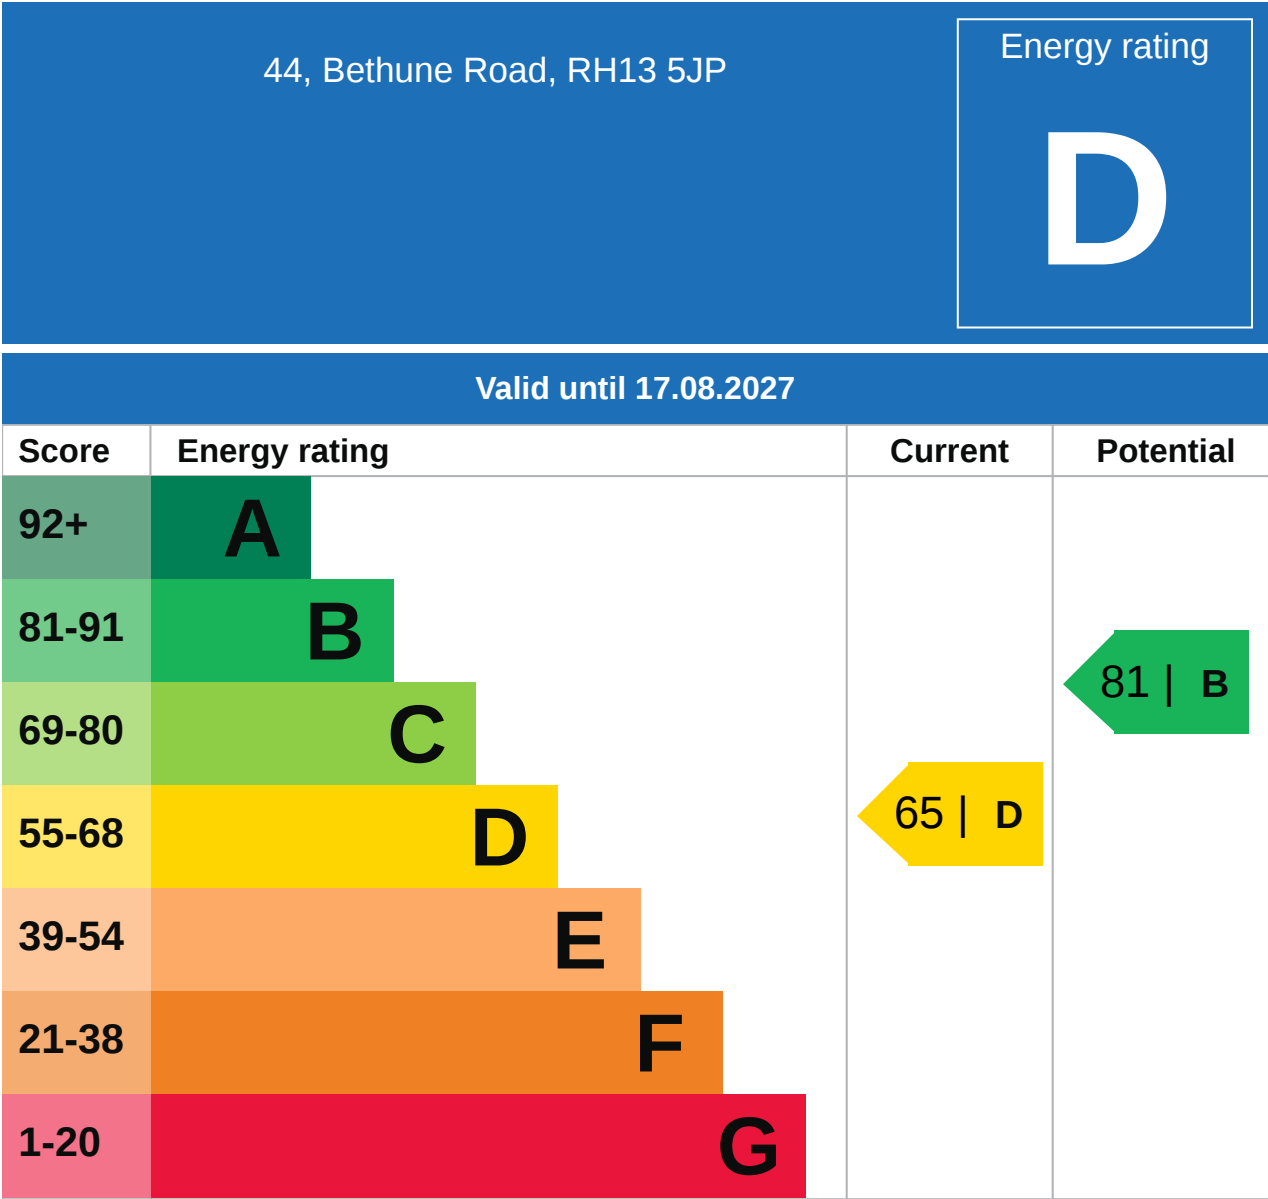 44, Bethune Road, RH13 5JP
Energy rating
D
Valid until 17.08.2027
Score Energy rating Current Potential
92+ A
81-91 B
81 | B
69-80 C
65 | D
55-68 D
39-54 E
21-38 F
1-20 G